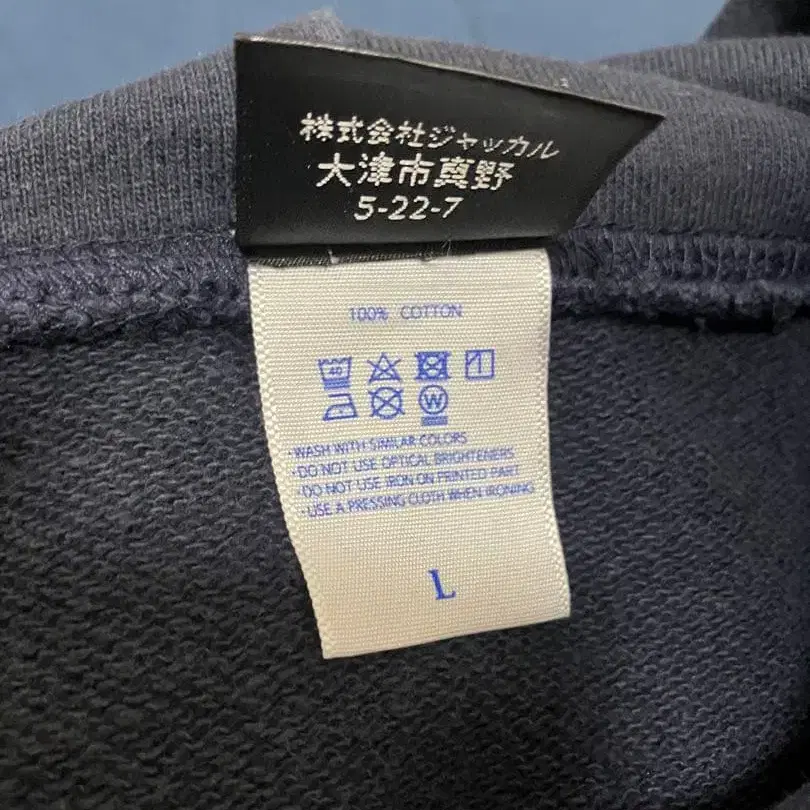 株式会社ジャッカル
大津市真野
5-22-7
100% COTTON
40
W
・WASH WITH SIMILAR COLORS
・DO NOT USE OPTICAL BRIGHTENERS
・DO NOT USE IRON ON PRINTED PART
・USE A PRESSING CLOTH WHEN IRONING
L